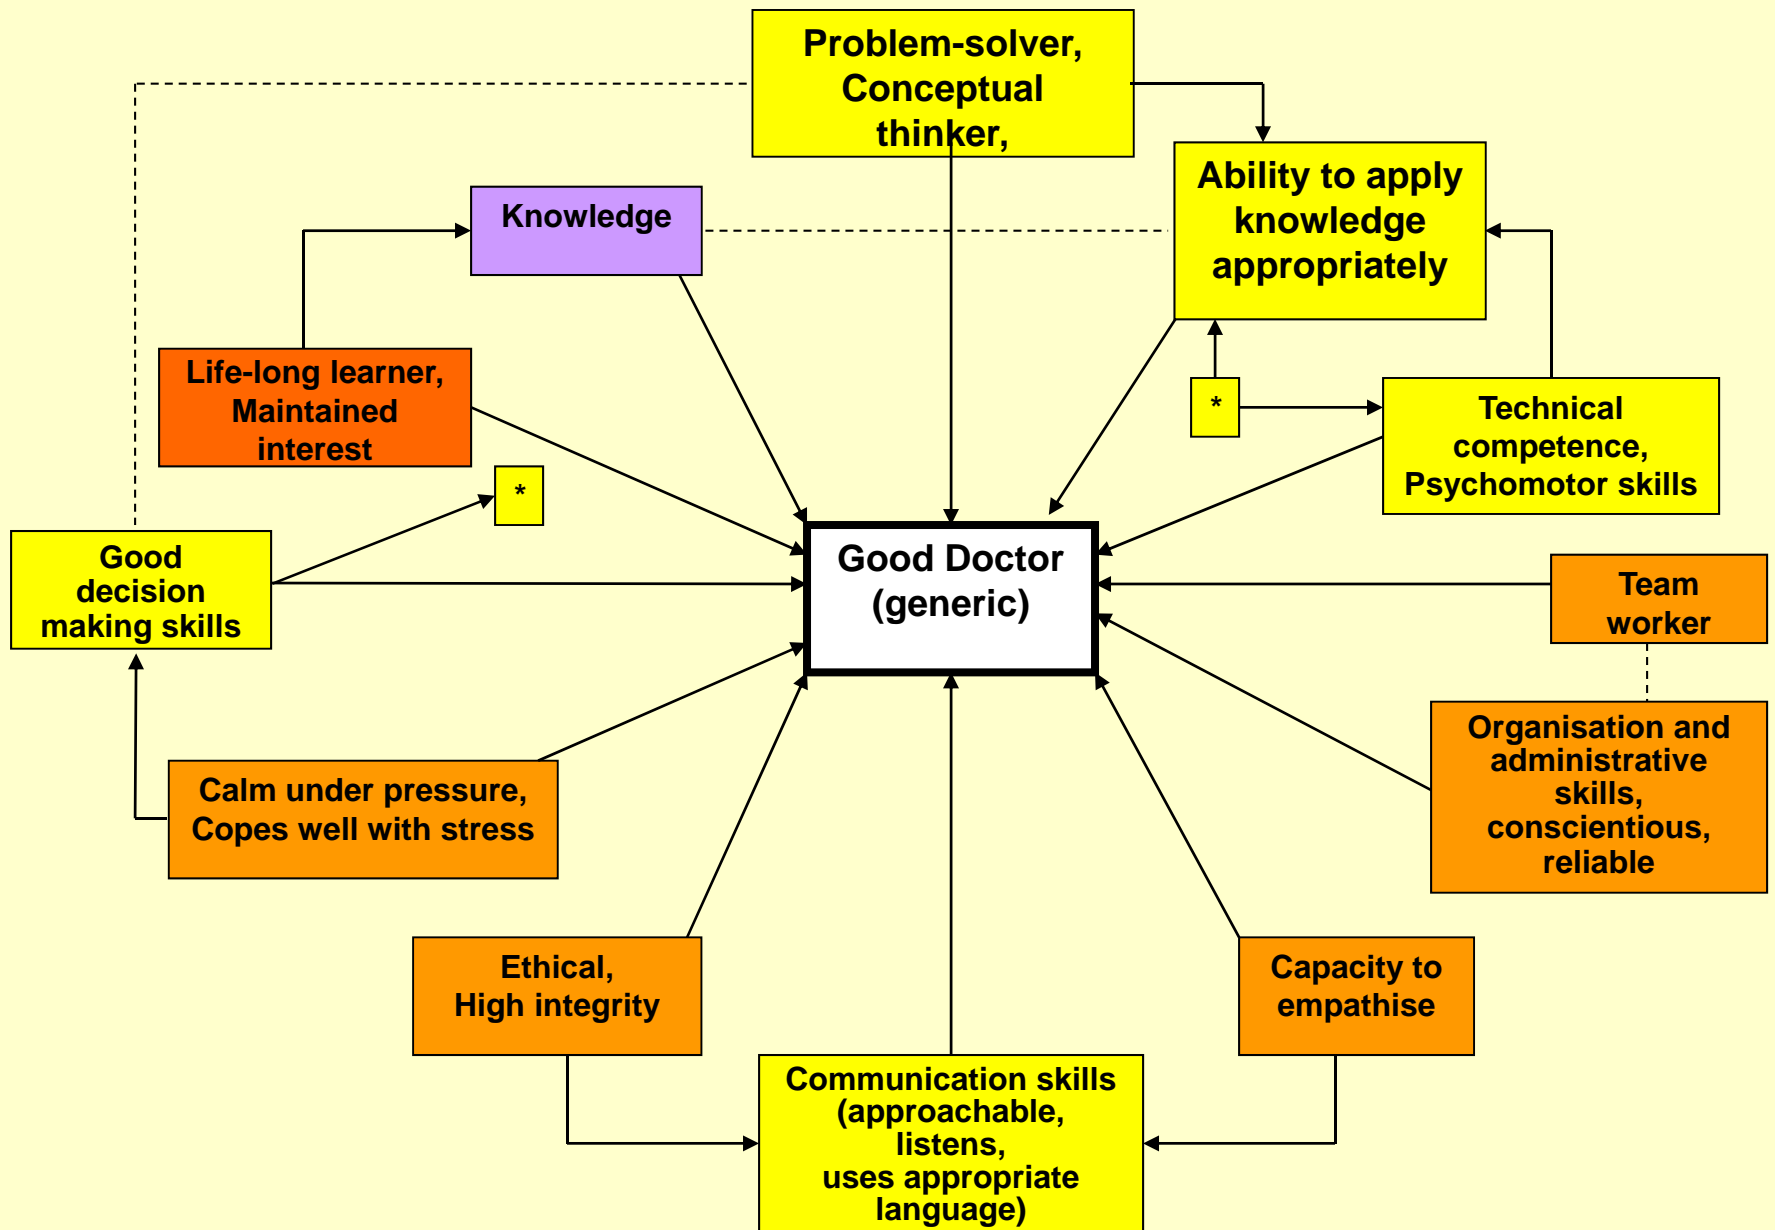 Problem-solver,
Conceptual
thinker,
Ability to apply
knowledge
appropriately
Knowledge
Life-long learner,
Maintained
interest
*
Technical
competence,
Psychomotor skills
*
Good
decision
making skills
Good Doctor
(generic)
Team
worker
Organisation and
administrative
skills,
conscientious,
reliable
Calm under pressure,
Copes well with stress
Ethical,
High integrity
Capacity to
empathise
Communication skills
(approachable,
listens,
uses appropriate
language)